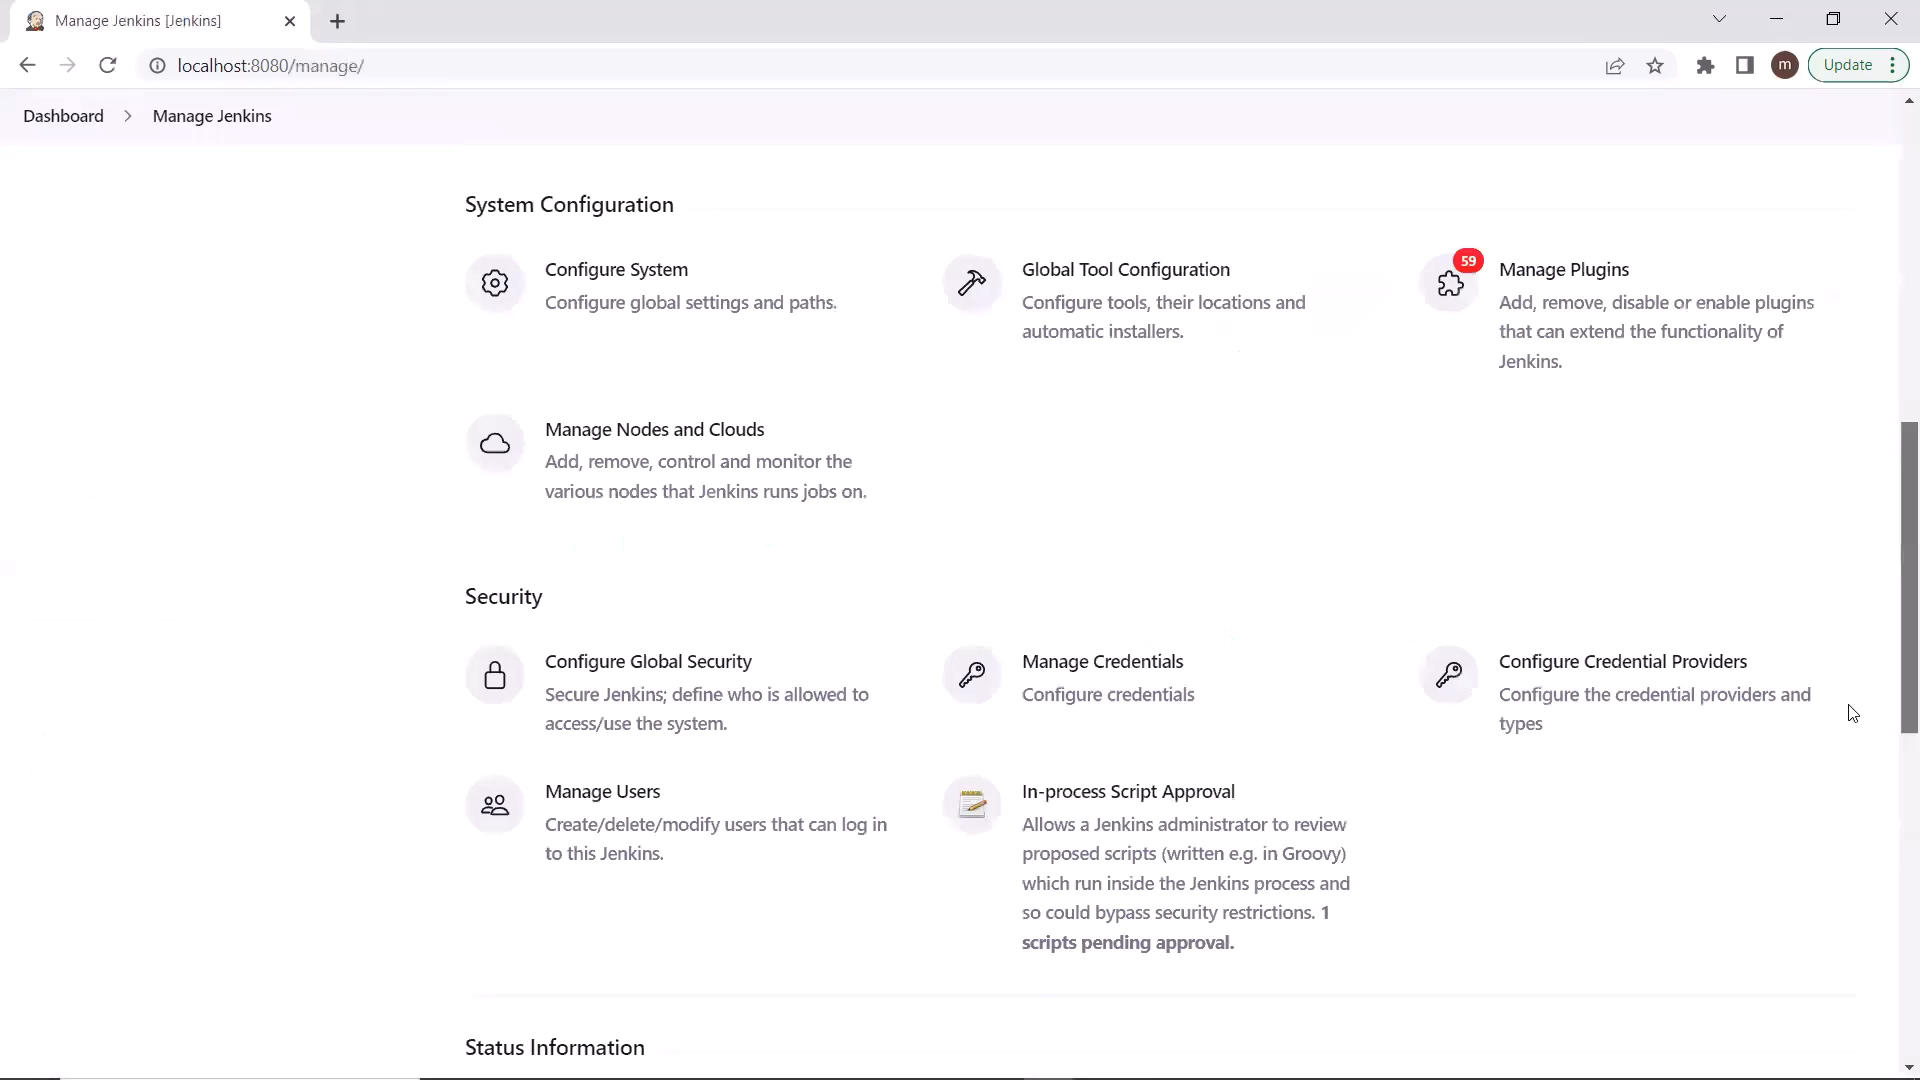 Manage Jenkins [Jenkins]
localhost:8080/manage/
m
Update
Dashboard
Manage Jenkins
System Configuration
Configure System
Configure global settings and paths.
Global Tool Configuration
Configure tools, their locations and
automatic installers.
59
Manage Plugins
Add, remove, disable or enable plugins
that can extend the functionality of
Jenkins.
Manage Nodes and Clouds
Add, remove, control and monitor the
various nodes that Jenkins runs jobs on.
Security
Configure Global Security
Secure Jenkins; define who is allowed to
access/use the system.
Manage Credentials
Configure credentials
Configure Credential Providers
Configure the credential providers and
types
Manage Users
Create/delete/modify users that can log in
to this Jenkins.
In-process Script Approval
Allows a Jenkins administrator to review
proposed scripts (written e.g. in Groovy)
which run inside the Jenkins process and
so could bypass security restrictions. 1
scripts pending approval.
Status Information